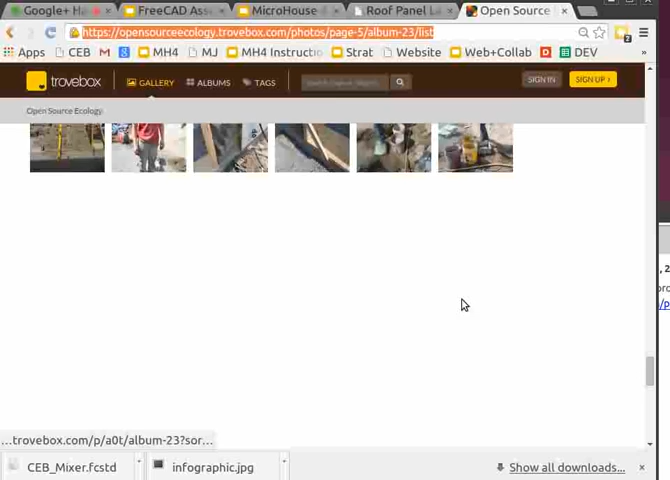 Google+ Ha
FreeCAD Ass
MicroHouse
Roof Panel L
Open Source
https://opensourceecology.trovebox.com/photos/page-5/album-23/list
Apps CEB MJ MH4 MH4 Instructio Strat Website Web+Collab DEV
trovebox GALLERY ALBUMS TAGS SIGN IN SIGN UP ›
Open Source Ecology
...trovebox.com/p/a0t/album-23?sor...
CEB_Mixer.fcstd infographic.jpg Show all downloads...